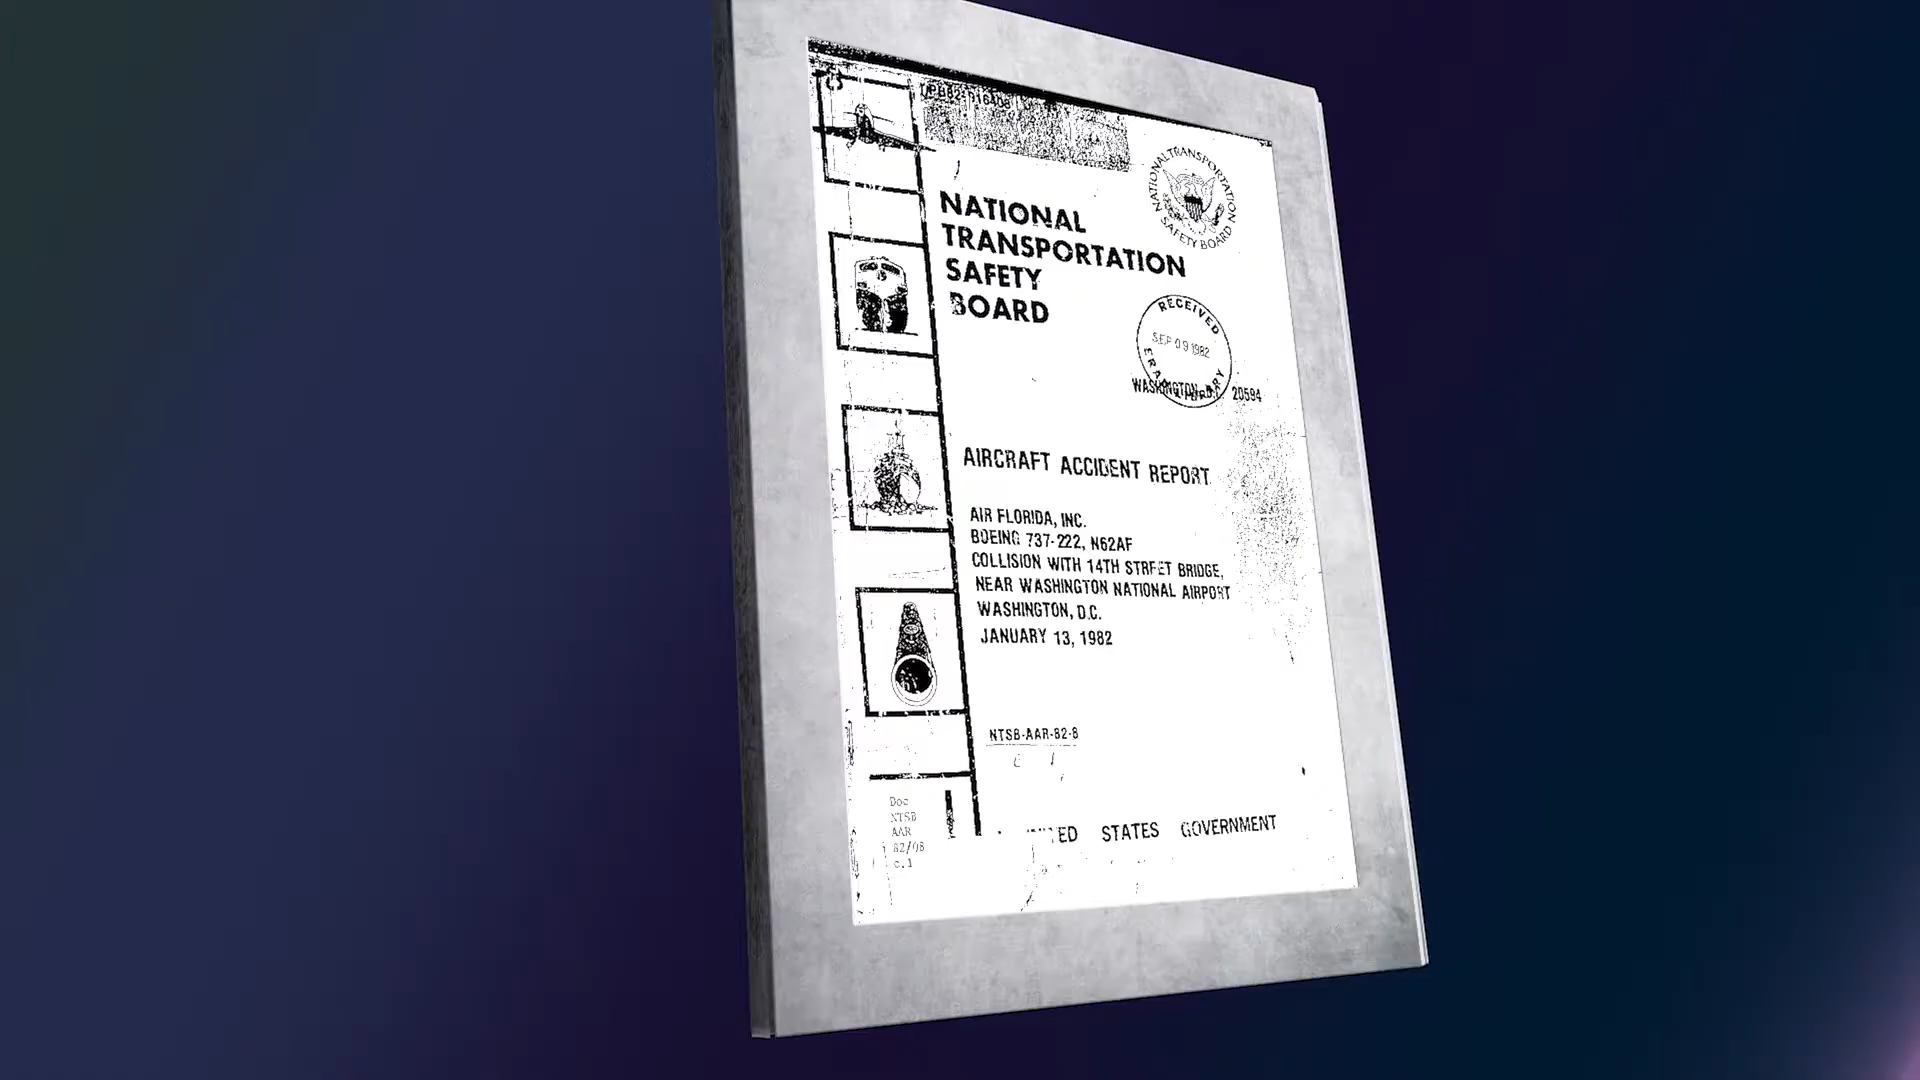 NATIONAL TRANSPORTATION SAFETY BOARD
NATIONAL
TRANSPORTATION
SAFETY
BOARD
RECEIVED
SEP 09 1982
WASHINGTON, D.C. 20594
AIRCRAFT ACCIDENT REPORT
AIR FLORIDA, INC.
BOEING 737-222, N62AF
COLLISION WITH 14TH STREET BRIDGE,
NEAR WASHINGTON NATIONAL AIRPORT
WASHINGTON, D.C.
JANUARY 13, 1982
NTSB-AAR-82-8
Doc
NTSB
AAR
82/08
c.1
STATES GOVERNMENT